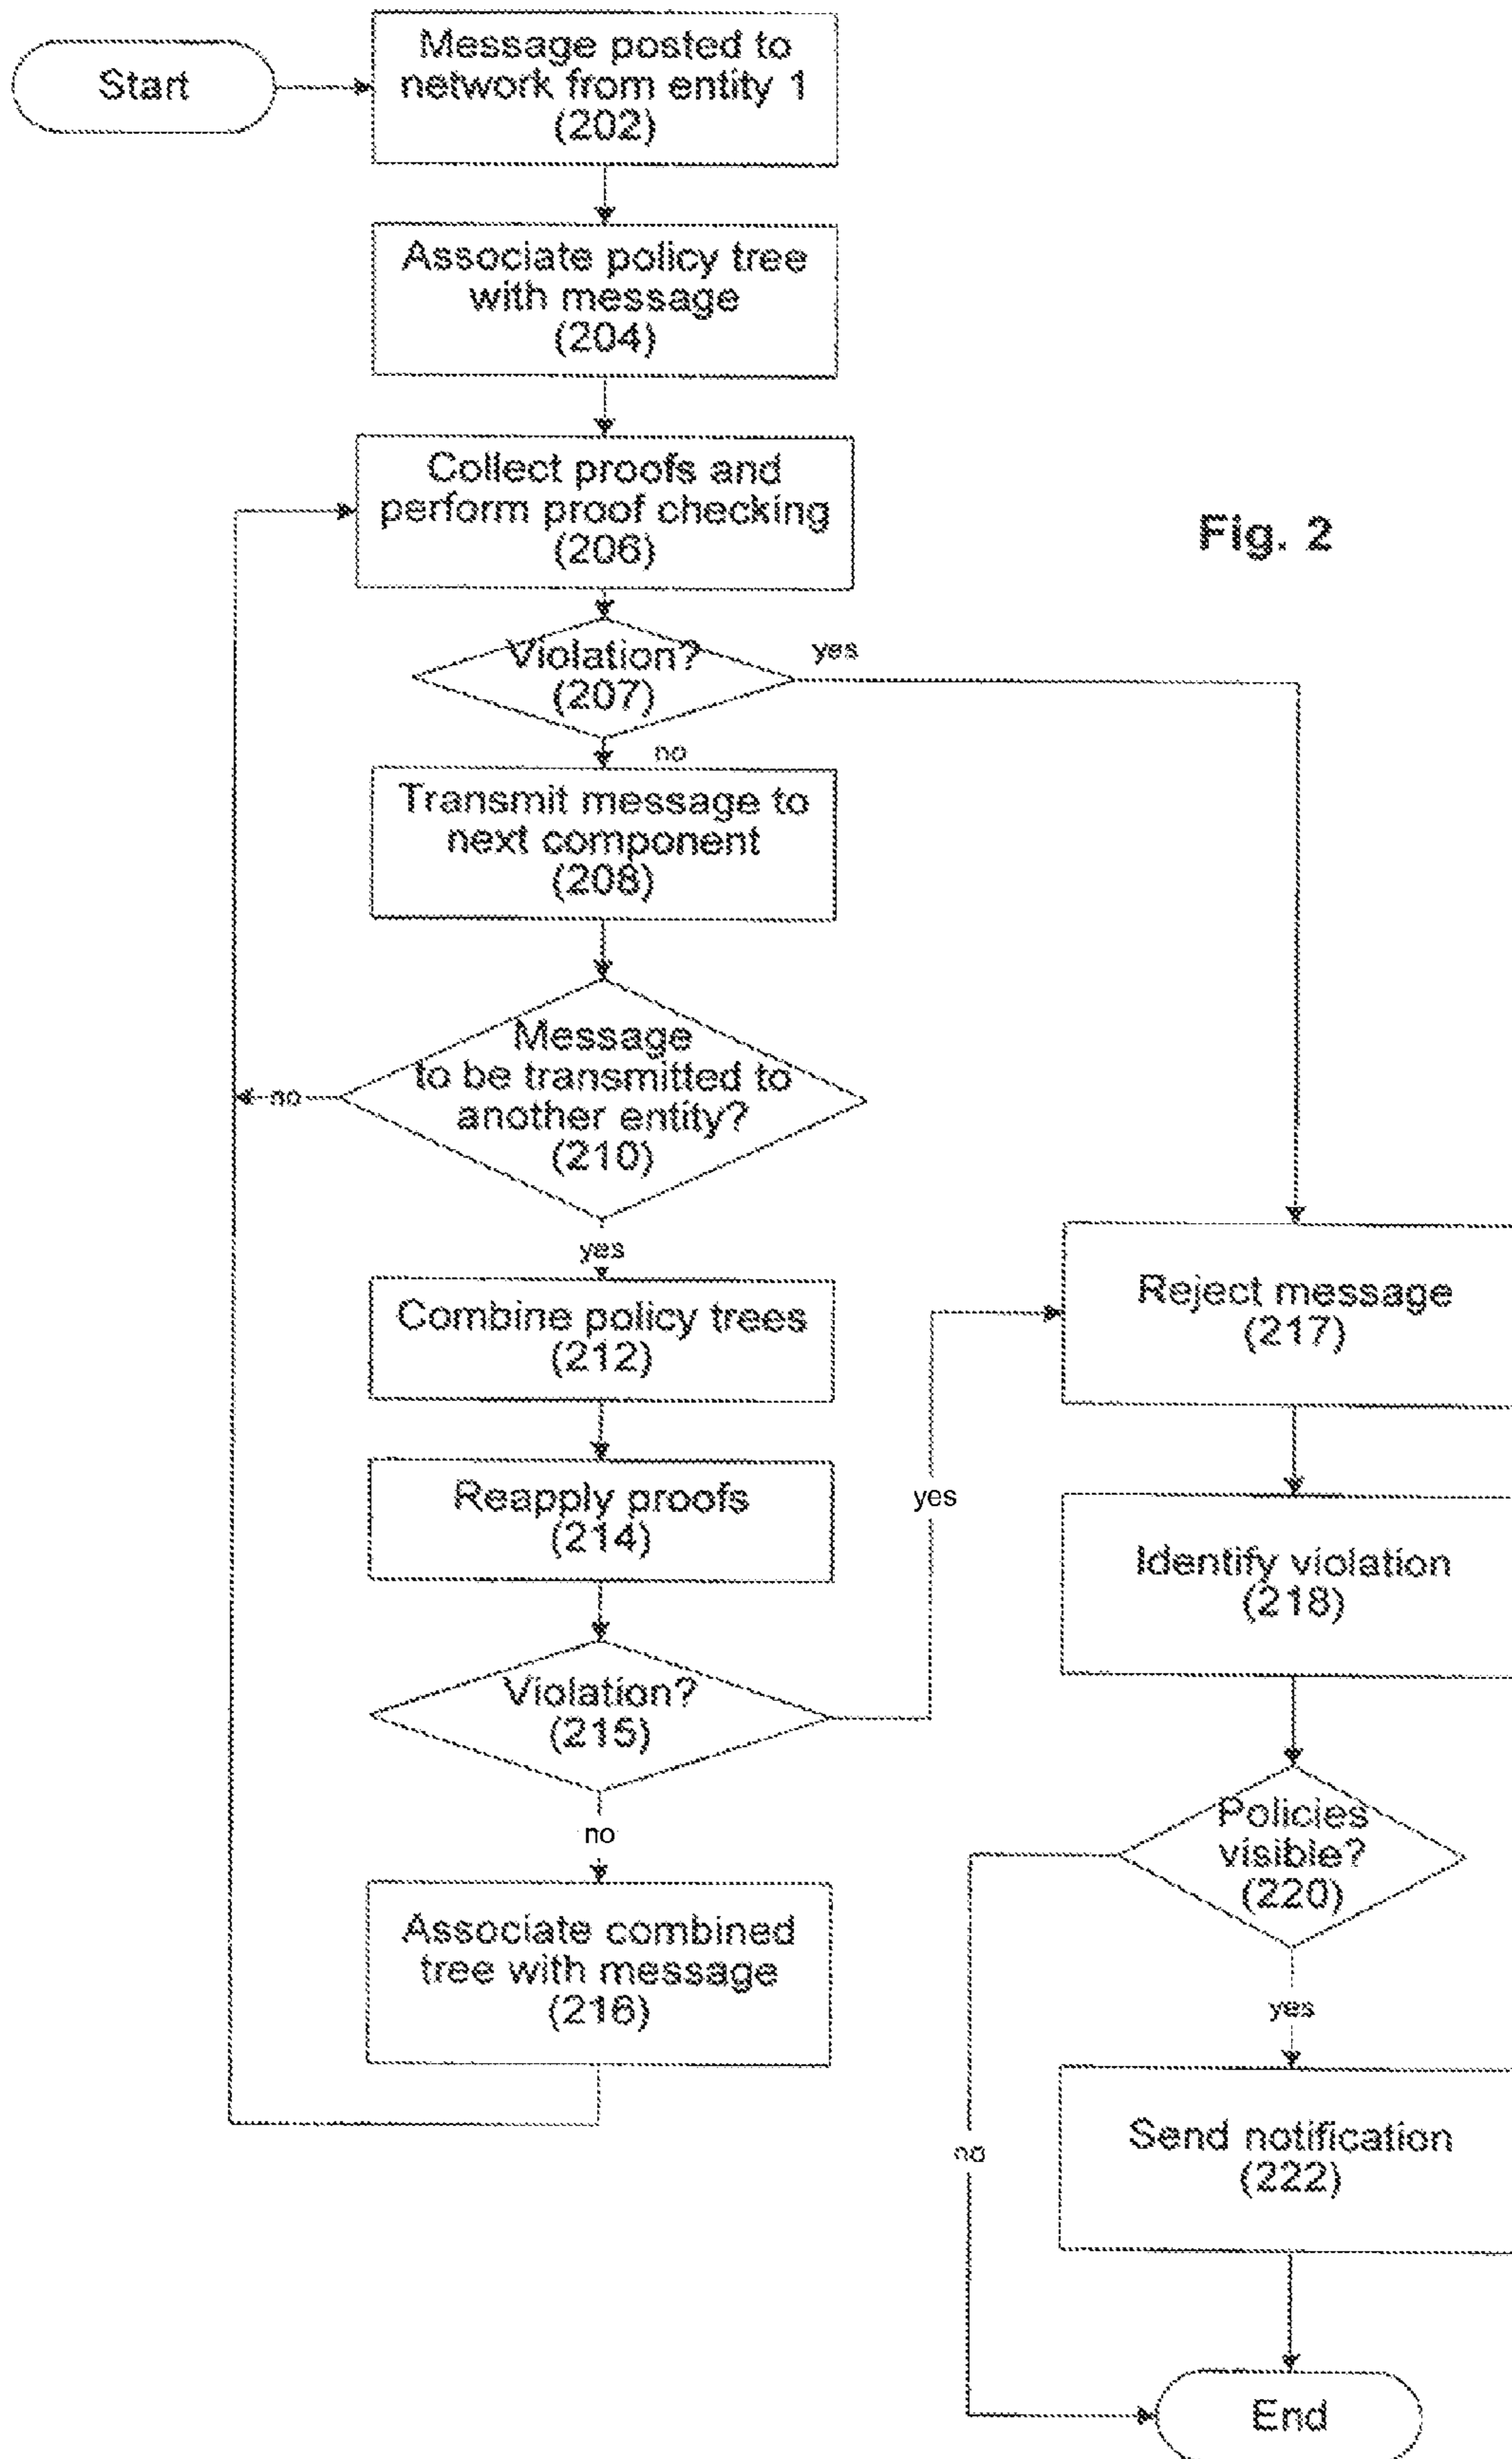 Start
Message posted to
network from entity 1
(202)
Associate policy tree
with message
(204)
Collect proofs and
perform proof checking
(206)
Fig. 2
Violation?
(207)
yes
no
Transmit message to
next component
(208)
Message
to be transmitted to
another entity?
(210)
no
yes
Combine policy trees
(212)
Reapply proofs
(214)
Violation?
(215)
yes
no
Associate combined
tree with message
(216)
Reject message
(217)
Identify violation
(218)
Policies
visible?
(220)
yes
no
Send notification
(222)
End